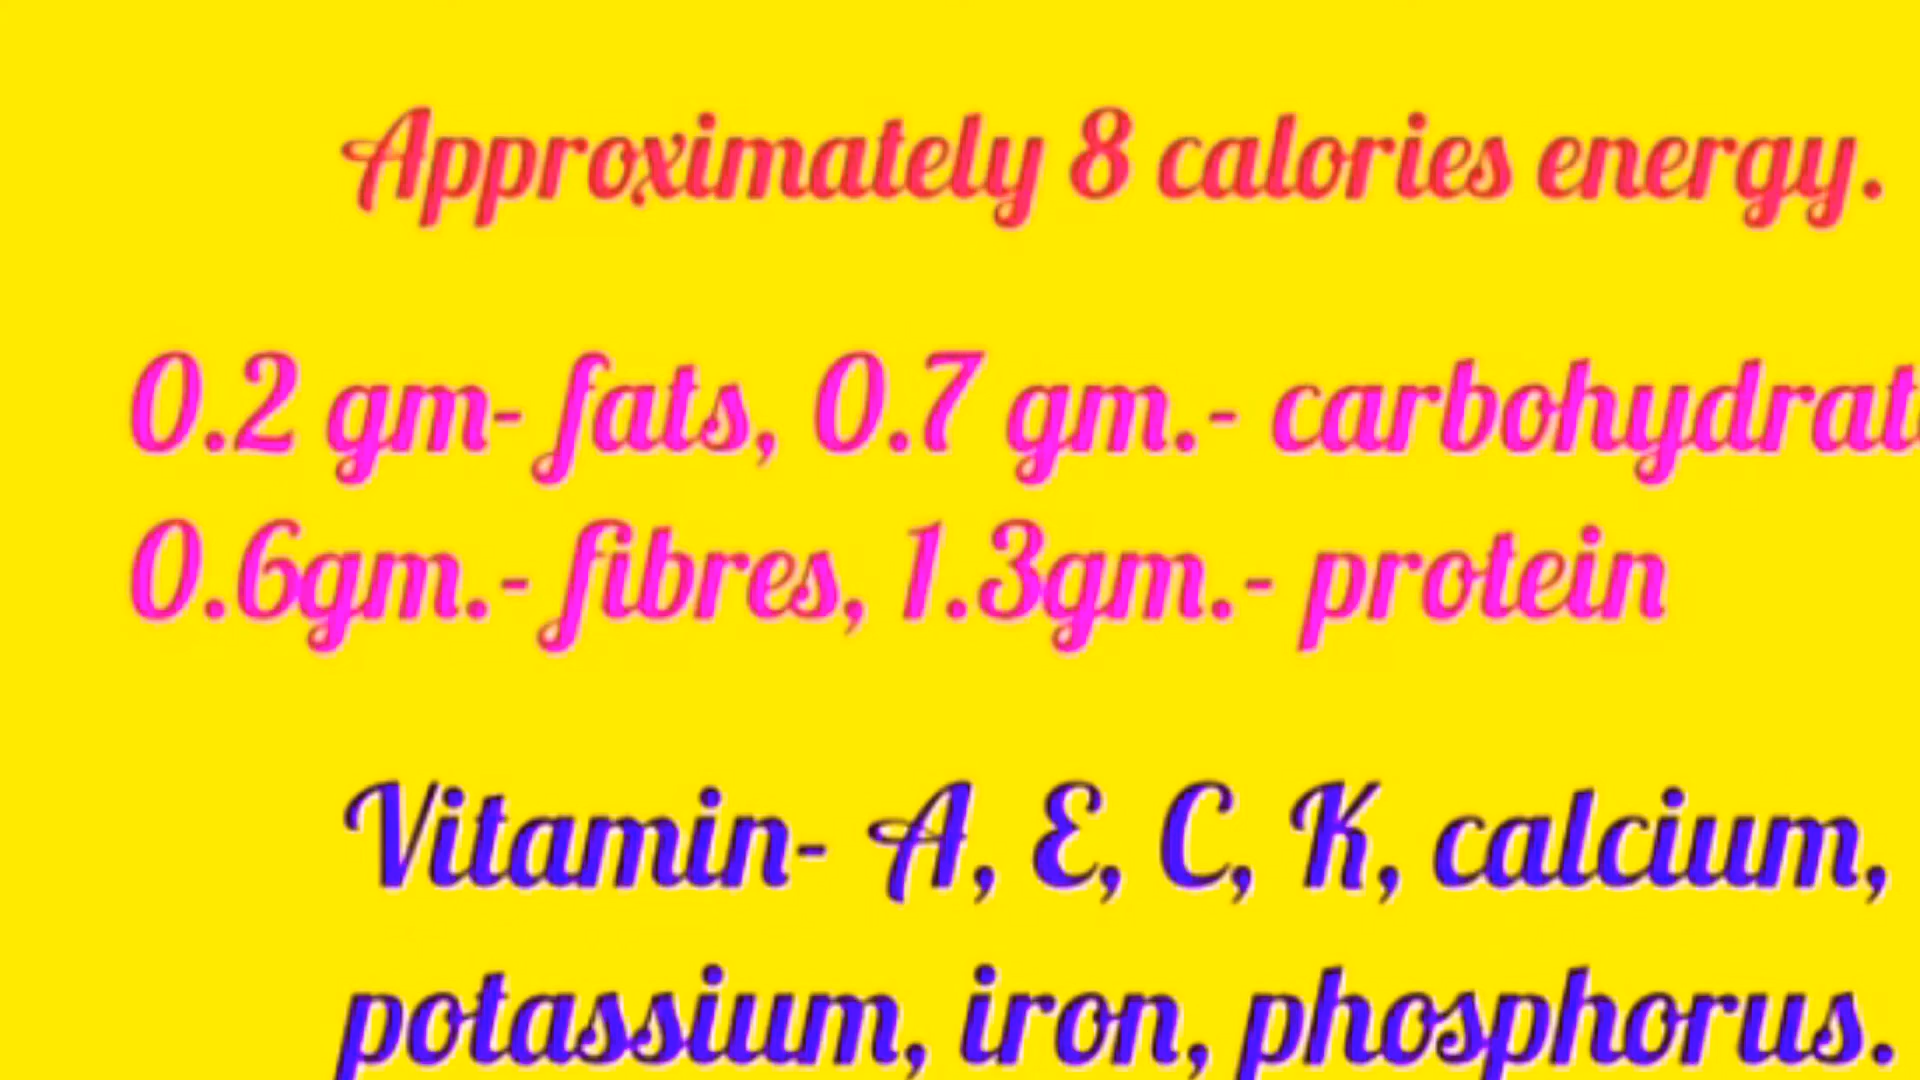 Approximately 8 calories energy.
0.2 gm- fats, 0.7 gm.- carbohydrat
0.6gm.- fibres, 1.3gm.- protein
Vitamin- A, E, C, K, calcium,
potassium, iron, phosphorus.